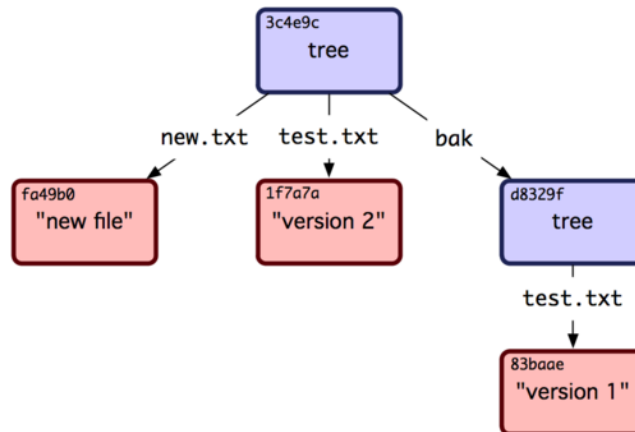 3c4e9c
tree
new.txt
test.txt
bak
fa49b0
"new file"
1f7a7a
"version 2"
d8329f
tree
test.txt
83baae
"version 1"